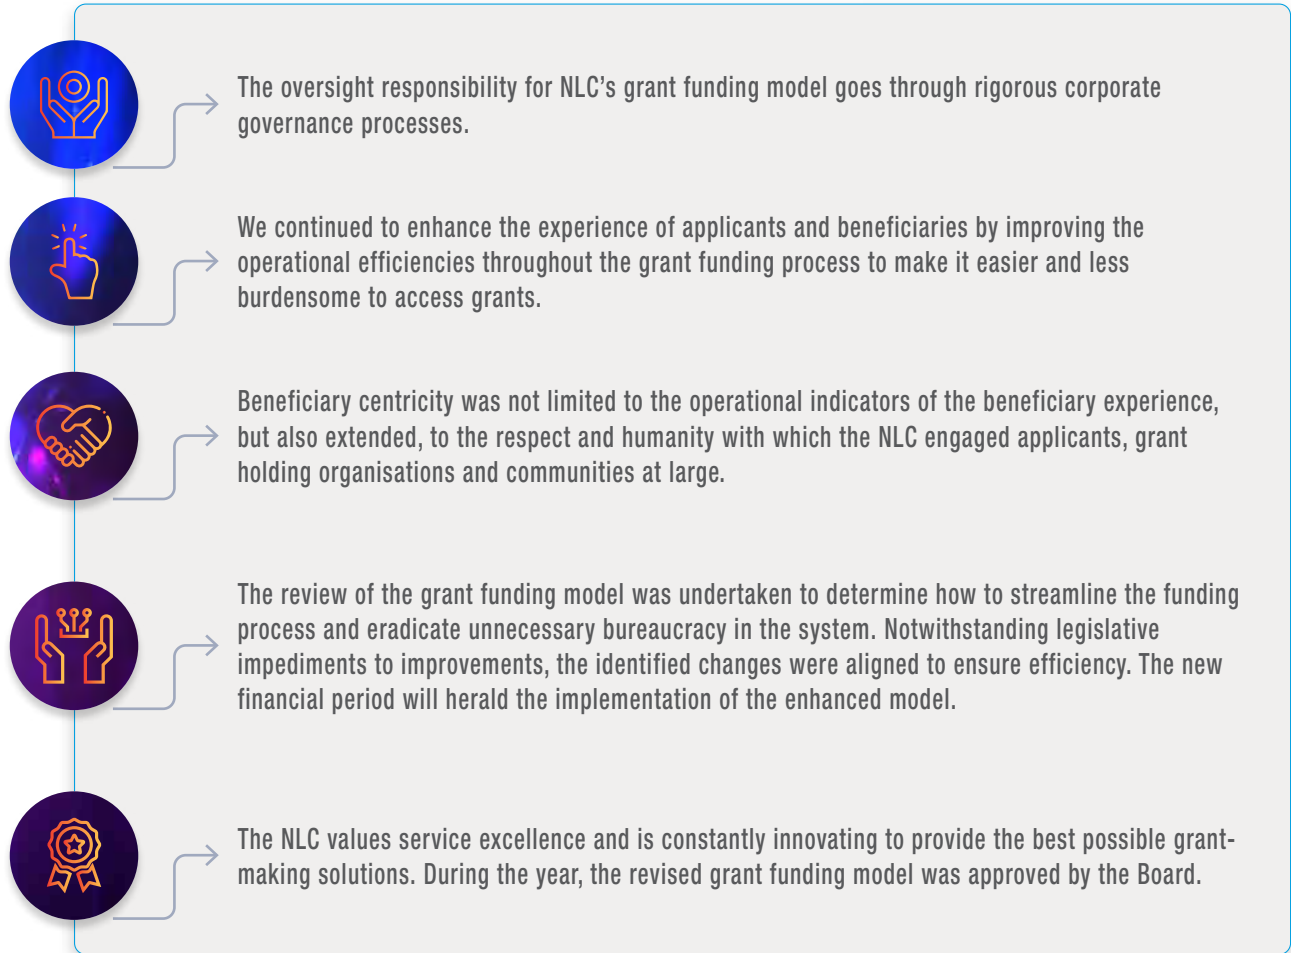 The oversight responsibility for NLC’s grant funding model goes through rigorous corporate
governance processes.
We continued to enhance the experience of applicants and beneficiaries by improving the
operational efficiencies throughout the grant funding process to make it easier and less
burdensome to access grants.
Beneficiary centricity was not limited to the operational indicators of the beneficiary experience,
but also extended, to the respect and humanity with which the NLC engaged applicants, grant
holding organisations and communities at large.
The review of the grant funding model was undertaken to determine how to streamline the funding
process and eradicate unnecessary bureaucracy in the system. Notwithstanding legislative
impediments to improvements, the identified changes were aligned to ensure efficiency. The new
financial period will herald the implementation of the enhanced model.
The NLC values service excellence and is constantly innovating to provide the best possible grant-
making solutions. During the year, the revised grant funding model was approved by the Board.